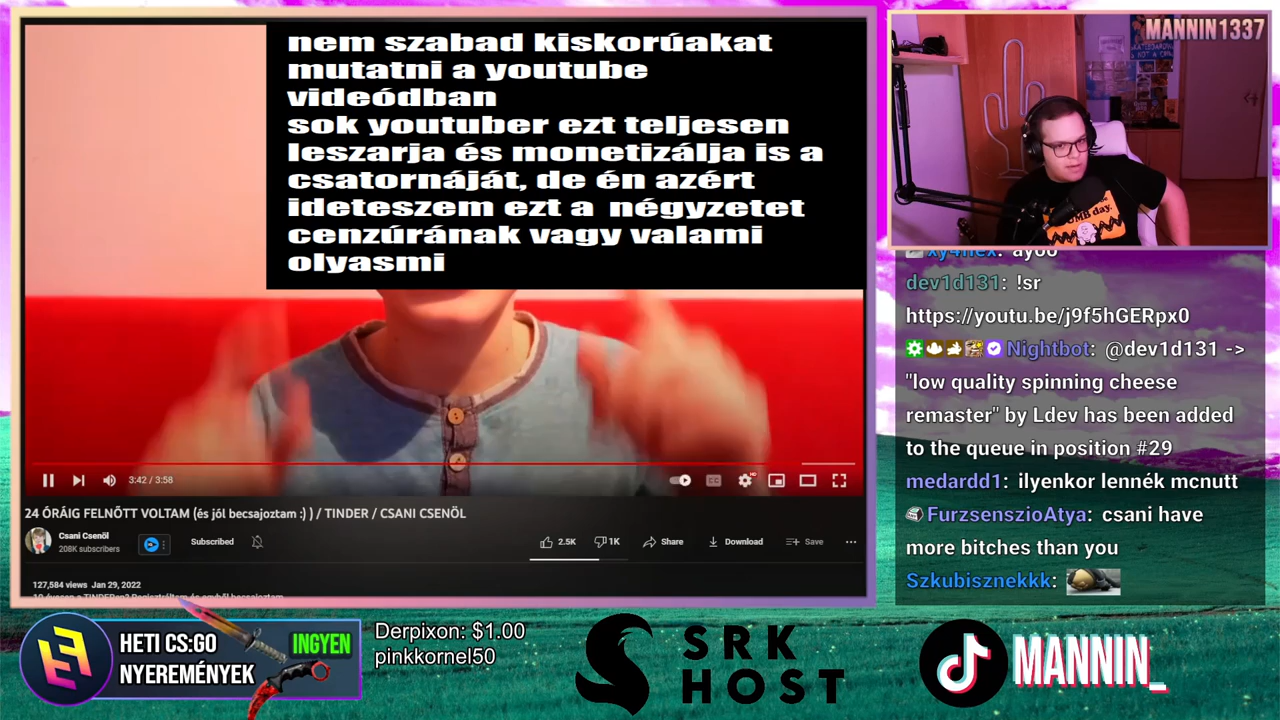 nem szabad kiskorúakat
mutatni a youtube
videódban
sok youtuber ezt teljesen
leszarja és monetizálja is a
csatornáját, de én azért
ideteszem ezt a négyzetet
cenzúrának vagy valami
olyasmi
3:42 / 3:58
HD
24 ÓRÁIG FELNŐTT VOLTAM (és jól becsajoztam :) ) / TINDER / CSANI CSENÖL
Csani Csenöl
208K subscribers
Subscribed
2.5K
1K
Share
Download
Save
127,584 views Jan 29, 2022
MANNIN1337
xy4nex: ayoo
dev1d131: !sr
https://youtu.be/j9f5hGERpx0
Nightbot: @dev1d131 ->
"low quality spinning cheese
remaster" by Ldev has been added
to the queue in position #29
medardd1: ilyenkor lennék mcnutt
FurzsenszioAtya: csani have
more bitches than you
Szkubisznekkk:
HETI CS:GO
NYEREMÉNYEK
INGYEN
Derpixon: $1.00
pinkkornel50
SRK
HOST
MANNIN_